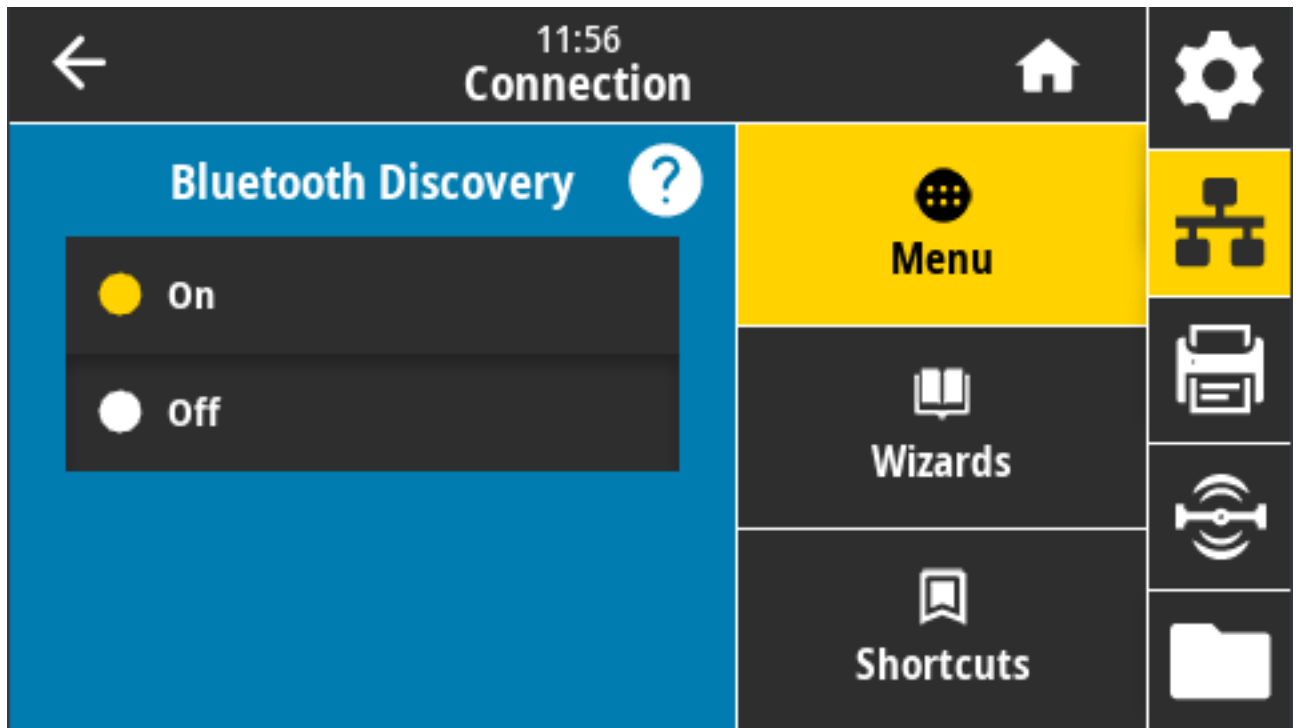 11:56
Connection
Bluetooth Discovery
?
On
Off
Menu
Wizards
Shortcuts